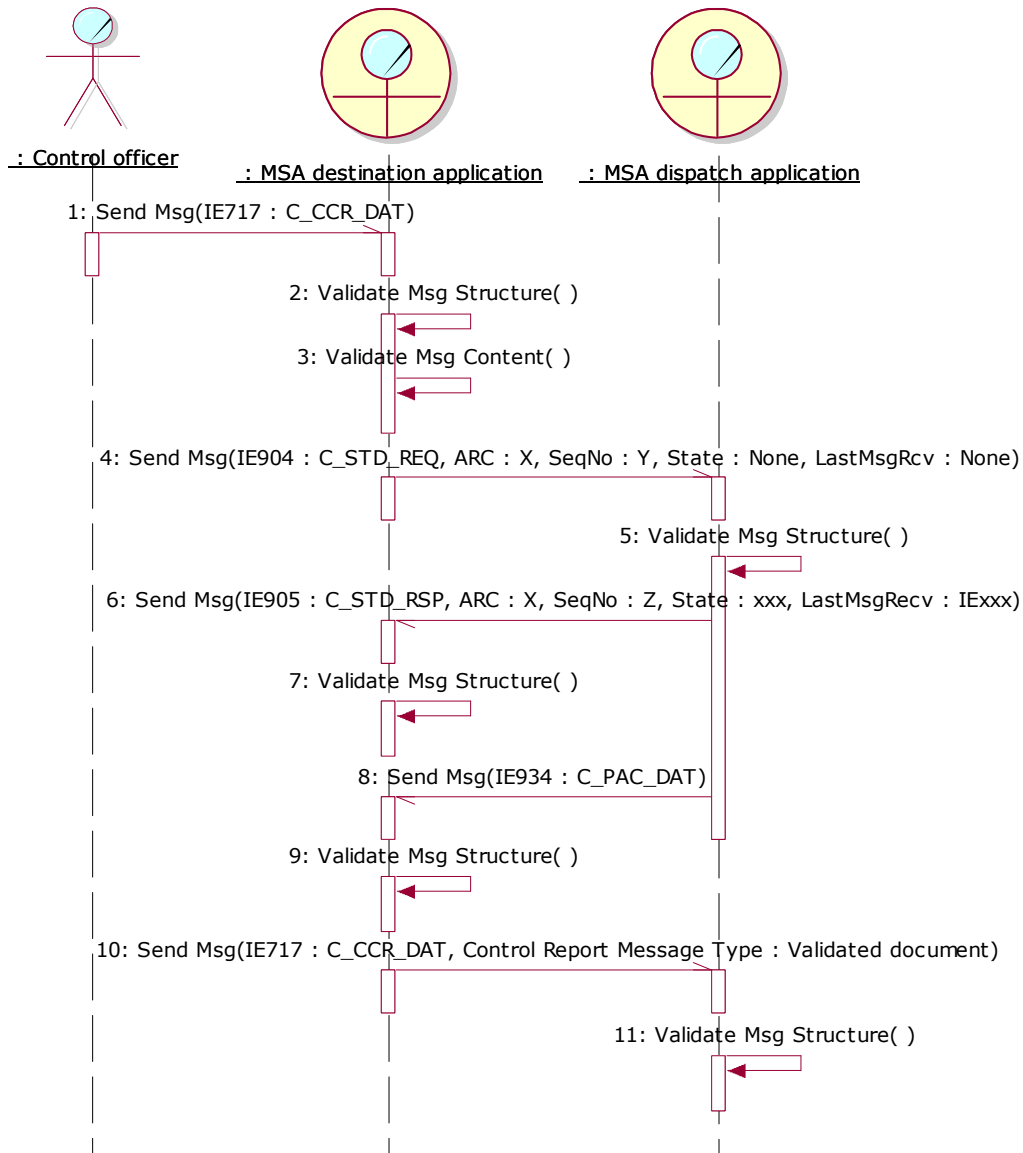 : Control officer
: MSA destination application
: MSA dispatch application
1: Send Msg(IE717 : C_CCR_DAT)
2: Validate Msg Structure( )
3: Validate Msg Content( )
4: Send Msg(IE904 : C_STD_REQ, ARC : X, SeqNo : Y, State : None, LastMsgRcv : None)
5: Validate Msg Structure( )
6: Send Msg(IE905 : C_STD_RSP, ARC : X, SeqNo : Z, State : xxx, LastMsgRecv : IExxx)
7: Validate Msg Structure( )
8: Send Msg(IE934 : C_PAC_DAT)
9: Validate Msg Structure( )
10: Send Msg(IE717 : C_CCR_DAT, Control Report Message Type : Validated document)
11: Validate Msg Structure( )